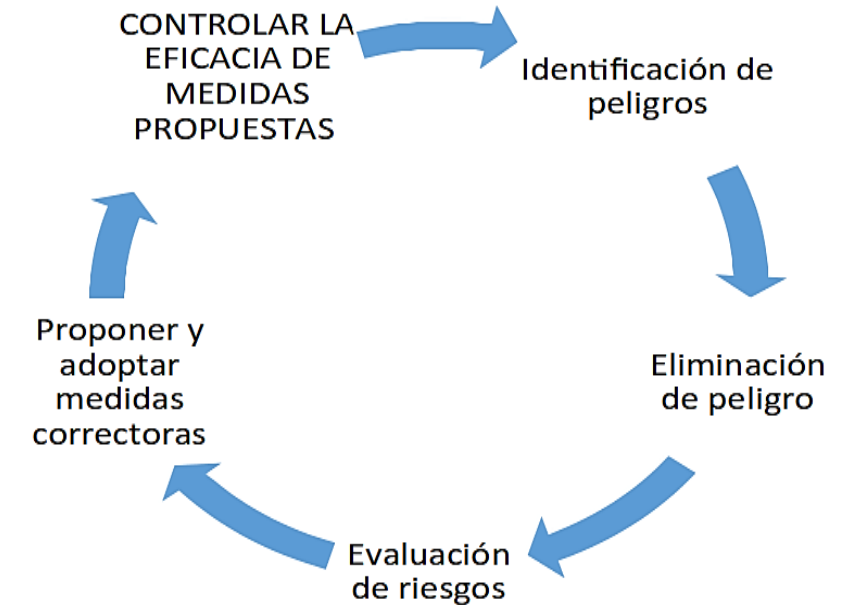 CONTROLAR LA
EFICACIA DE
MEDIDAS
PROPUESTAS
Identificación de
peligros
Eliminación
de peligro
Evaluación
de riesgos
Proponer y
adoptar
medidas
correctoras